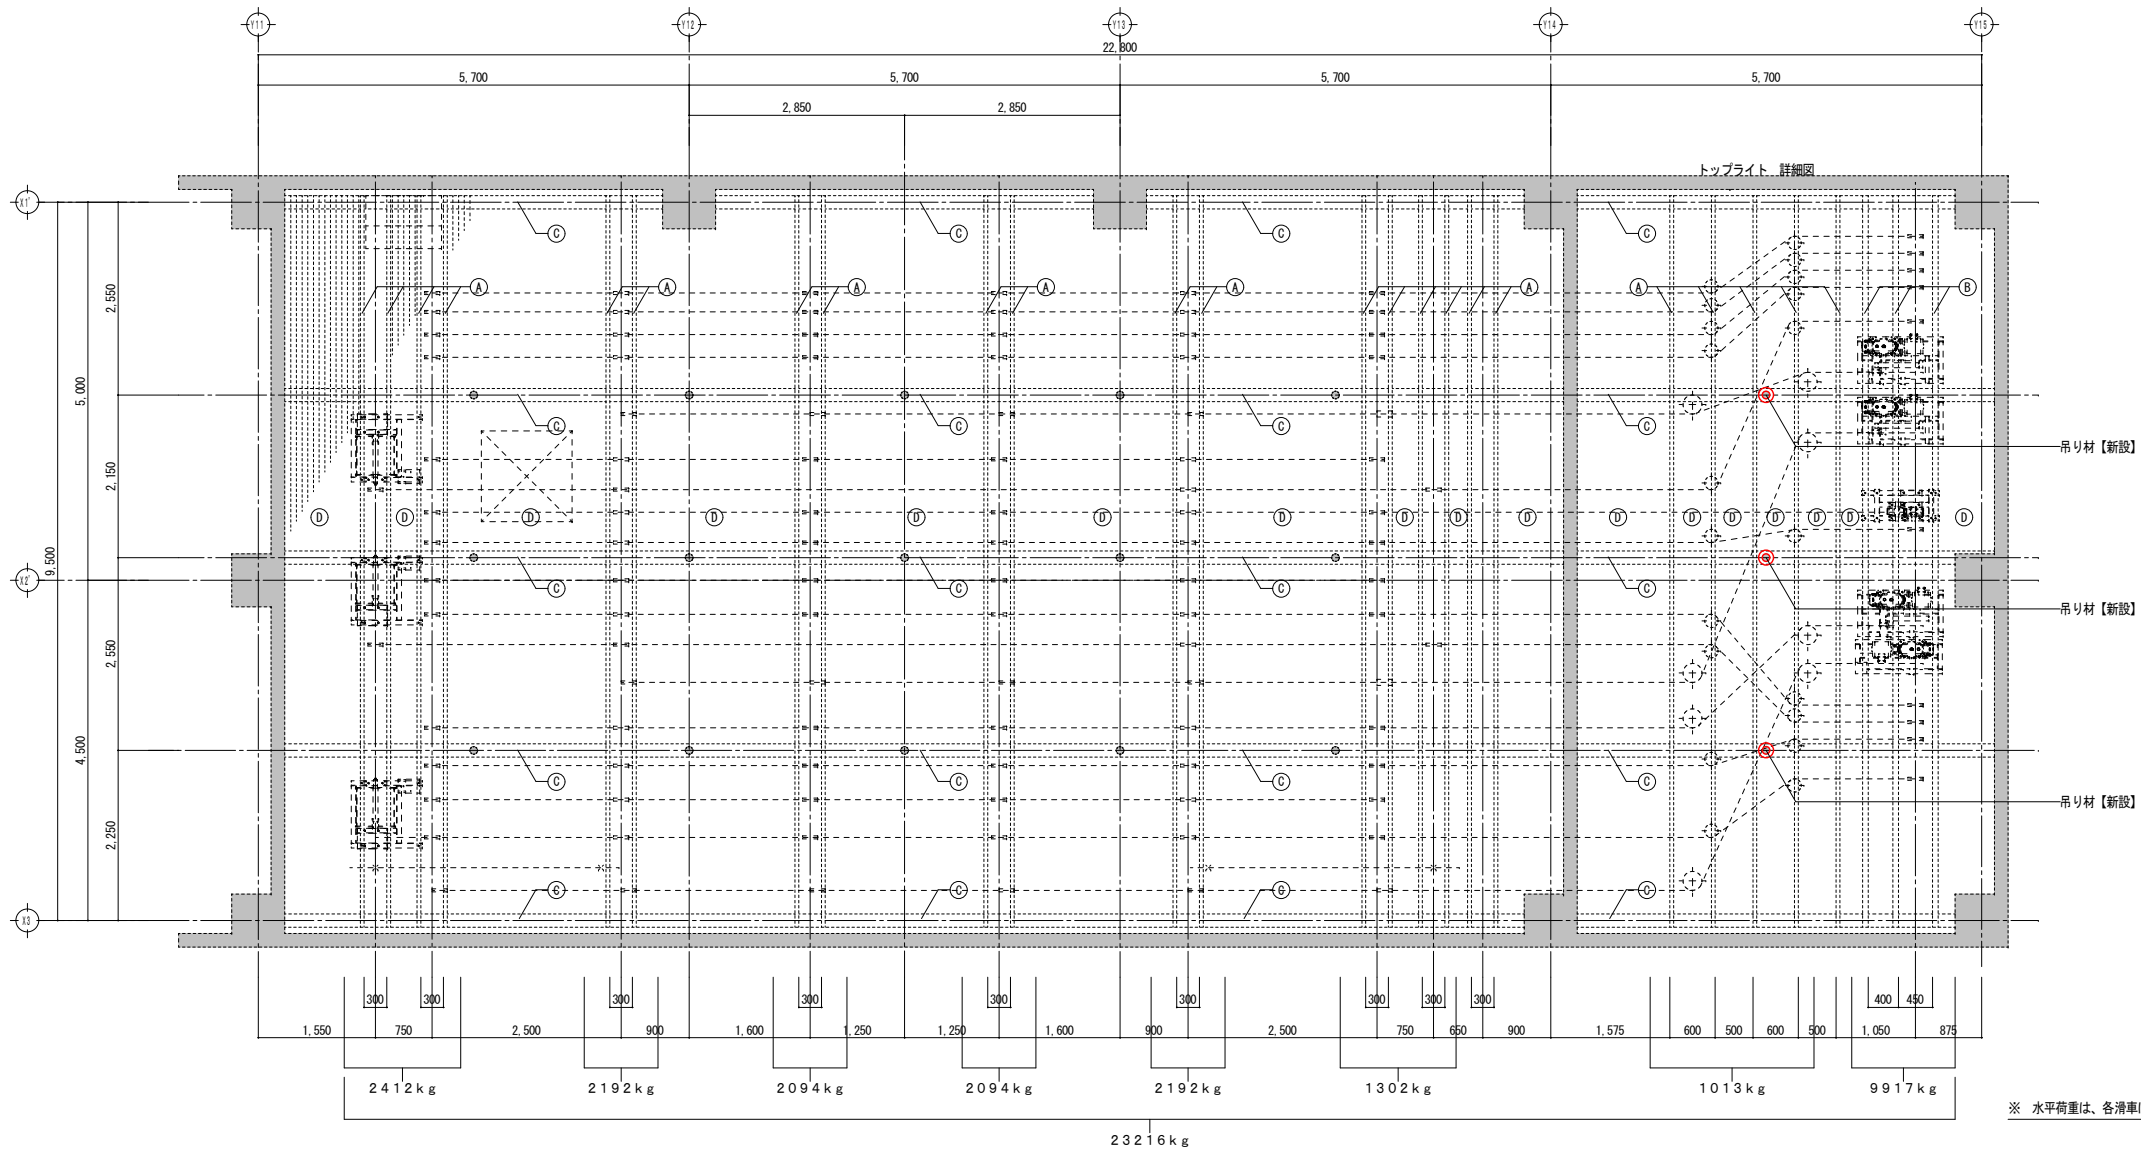 Y11 Y12 Y13 Y14 Y15
22,800
5,700 5,700 5,700 5,700
2,850 2,850
トップライト 詳細図
X1'
C C C C
2,550
A A A A A A A B
5,000
C C C C
吊り材【新設】
2,150
D D D D D D D D D D D D D D D D D
9,500
X2'
C C C C
吊り材【新設】
2,550
4,500
C C C C
吊り材【新設】
2,250
C C C C
X3
300 300 300 300 300 300 300 300 300 400 450
1,550 750 2,500 900 1,600 1,250 1,250 1,600 900 2,500 750 650 900 1,575 600 500 600 500 1,050 875
2412kg 2192kg 2094kg 2094kg 2192kg 1302kg 1013kg 9917kg
※ 水平荷重は、各滑車
23216kg